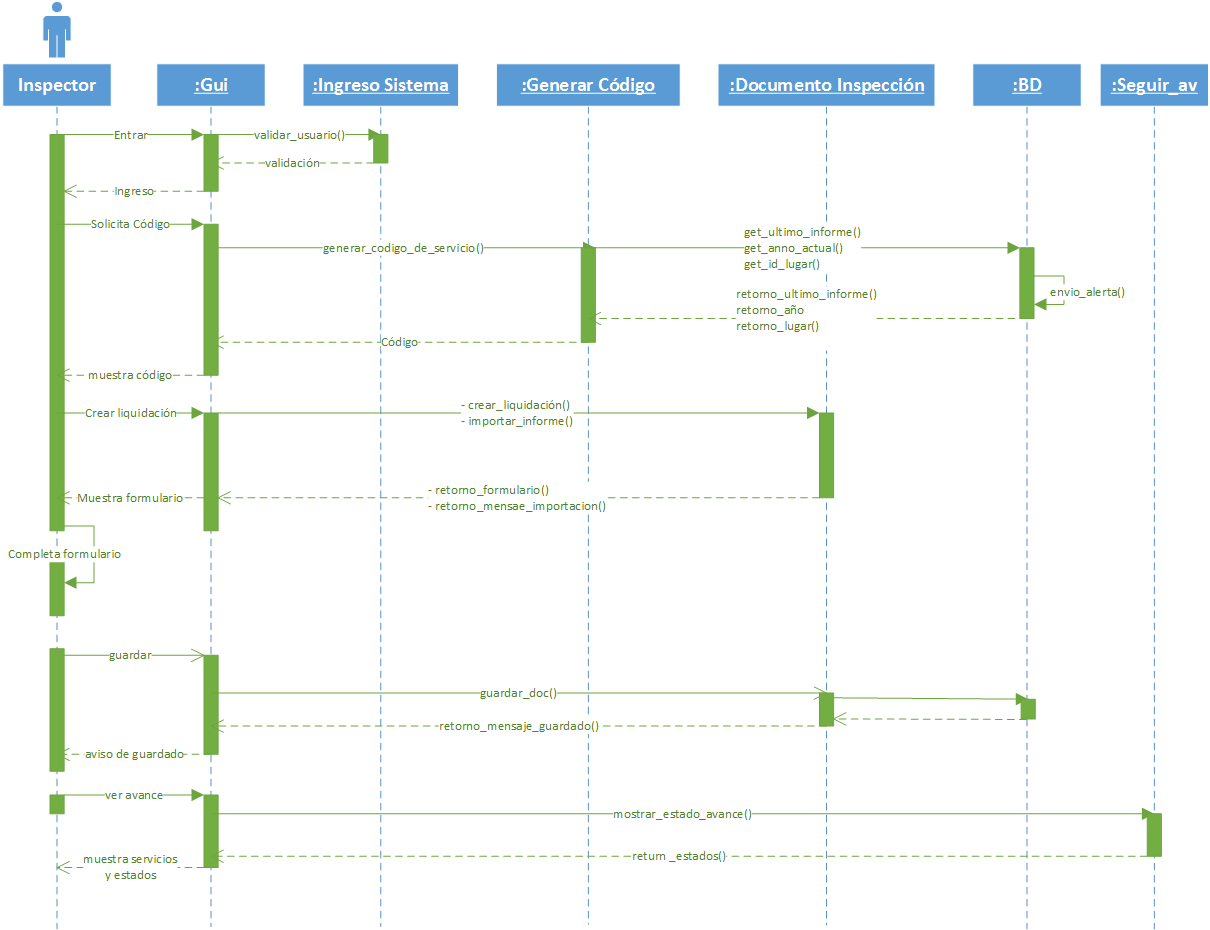 Inspector
:Gui
:Ingreso Sistema
:Generar Código
:Documento Inspección
:BD
:Seguir_av
Entrar
validar_usuario()
validación
Ingreso
Solicita Código
generar_codigo_de_servicio()
get_ultimo_informe()
get_anno_actual()
get_id_lugar()
envio_alerta()
retorno_ultimo_informe()
retorno_año
retorno_lugar()
Código
muestra código
Crear liquidación
- crear_liquidación()
- importar_informe()
Muestra formulario
- retorno_formulario()
- retorno_mensae_importacion()
Completa formulario
guardar
guardar_doc()
retorno_mensaje_guardado()
aviso de guardado
ver avance
mostrar_estado_avance()
return _estados()
muestra servicios
y estados